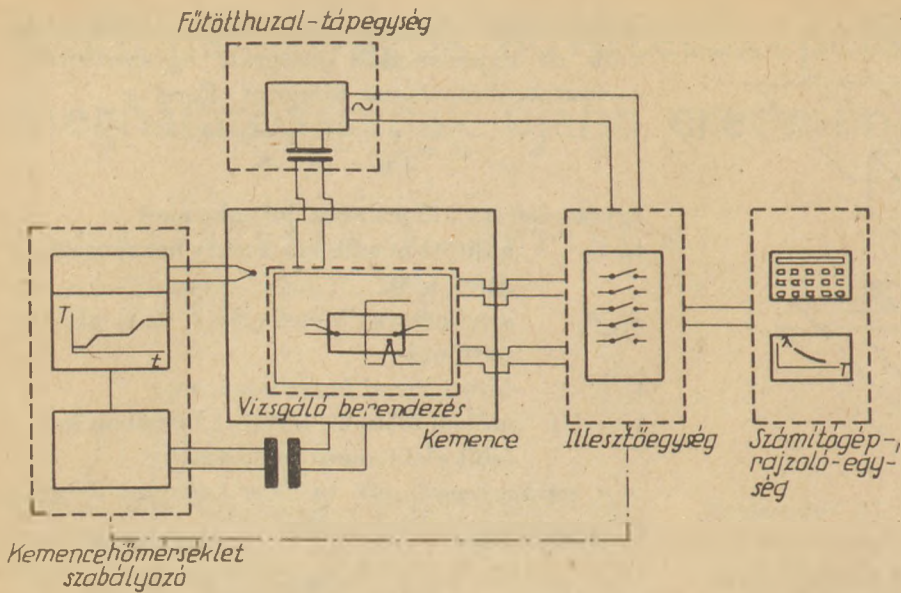 Fűtötthuzal-tápegység
~
T
t
Vizsgáló berendezés
Kemence
Illesztőegység
λ
T
Számítógép-,
rajzoló-egy-
ség
Kemencehőmérséklet
szabályozó